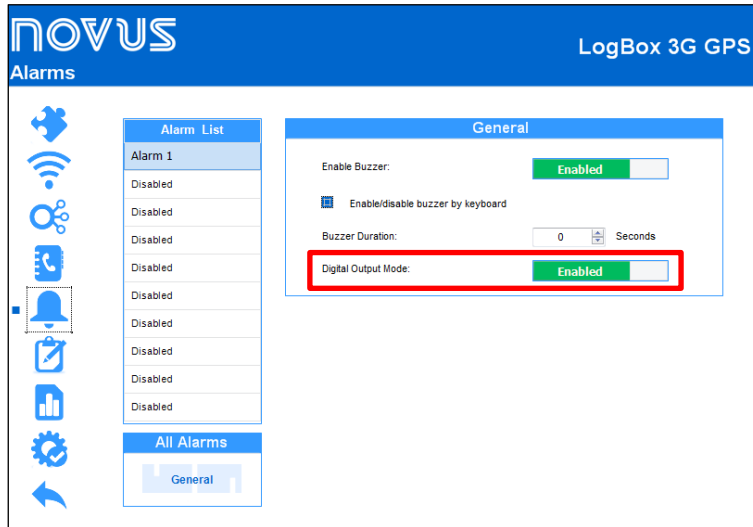 NOVUS
LogBox 3G GPS
Alarms
Alarm List
Alarm 1
Disabled
Disabled
Disabled
Disabled
Disabled
Disabled
Disabled
Disabled
Disabled
All Alarms
General
General
Enable Buzzer:
Enabled
Enable/disable buzzer by keyboard
Buzzer Duration:
0
Seconds
Digital Output Mode:
Enabled